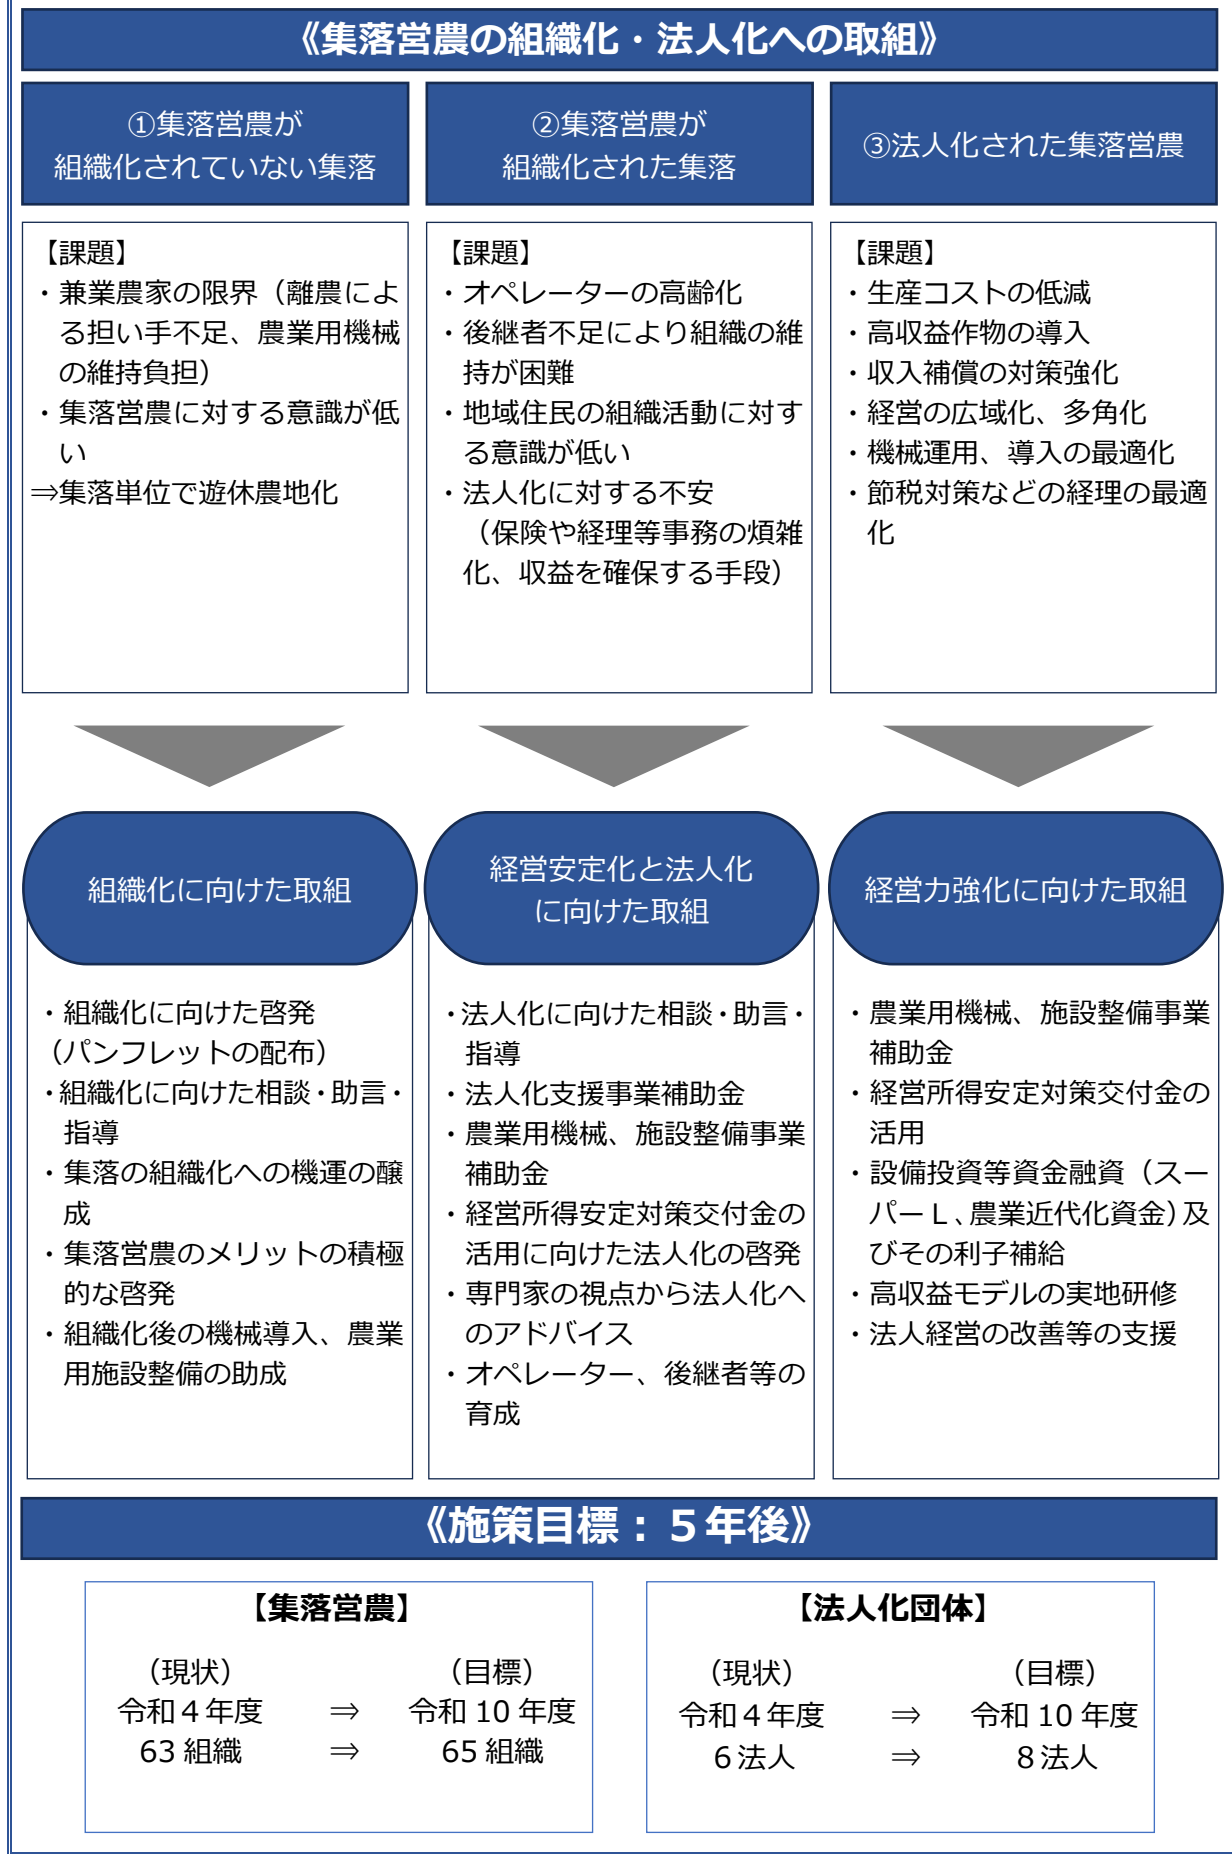 《集落営農の組織化・法人化への取組》
①集落営農が
組織化されていない集落
【課題】
・兼業農家の限界（離農によ
る担い手不足、農業用機械
の維持負担）
・集落営農に対する意識が低
い
⇒集落単位で遊休農地化
組織化に向けた取組
・組織化に向けた啓発
（パンフレットの配布）
・組織化に向けた相談・助言・
指導
・集落の組織化への機運の醸
成
・集落営農のメリットの積極
的な啓発
・組織化後の機械導入、農業
用施設整備の助成
②集落営農が
組織化された集落
【課題】
・オペレーターの高齢化
・後継者不足により組織の維
持が困難
・地域住民の組織活動に対す
る意識が低い
・法人化に対する不安
（保険や経理等事務の煩雑
化、収益を確保する手段）
経営安定化と法人化
に向けた取組
・法人化に向けた相談・助言・
指導
・法人化支援事業補助金
・農業用機械、施設整備事業
補助金
・経営所得安定対策交付金の
活用に向けた法人化の啓発
・専門家の視点から法人化へ
のアドバイス
・オペレーター、後継者等の
育成
③法人化された集落営農
【課題】
・生産コストの低減
・高収益作物の導入
・収入補償の対策強化
・経営の広域化、多角化
・機械運用、導入の最適化
・節税対策などの経理の最適
化
経営力強化に向けた取組
・農業用機械、施設整備事業
補助金
・経営所得安定対策交付金の
活用
・設備投資等資金融資（スー
パーＬ、農業近代化資金）及
びその利子補給
・高収益モデルの実地研修
・法人経営の改善等の支援
《施策目標：５年後》
【集落営農】
（現状） （目標）
令和４年度 ⇒ 令和 10 年度
63 組織 ⇒ 65 組織
【法人化団体】
（現状） （目標）
令和４年度 ⇒ 令和 10 年度
６法人 ⇒ ８法人